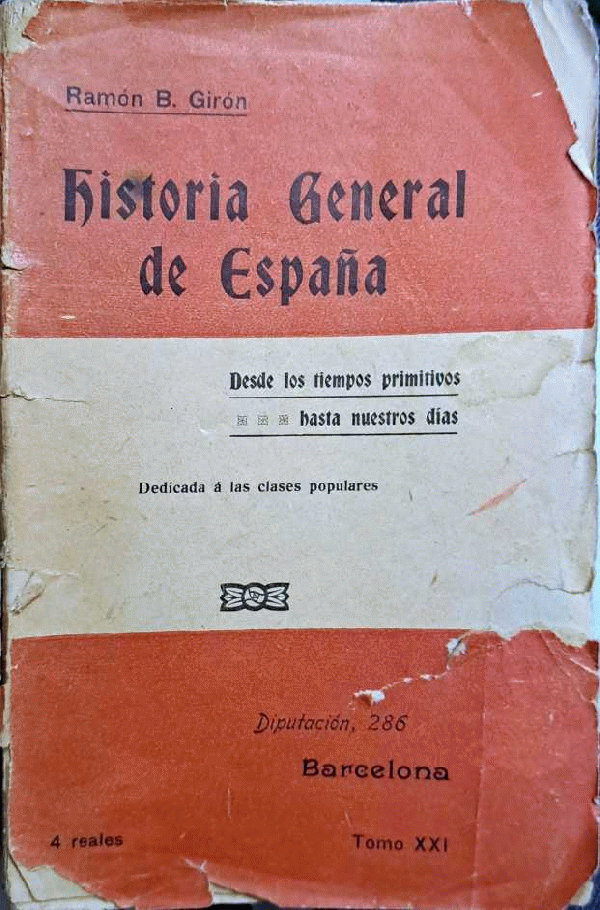 Ramón B. Girón
Historia General
de España
Desde los tiempos primitivos
hasta nuestros días
Dedicada á las clases populares
Diputación, 286
Barcelona
4 reales
Tomo XXI